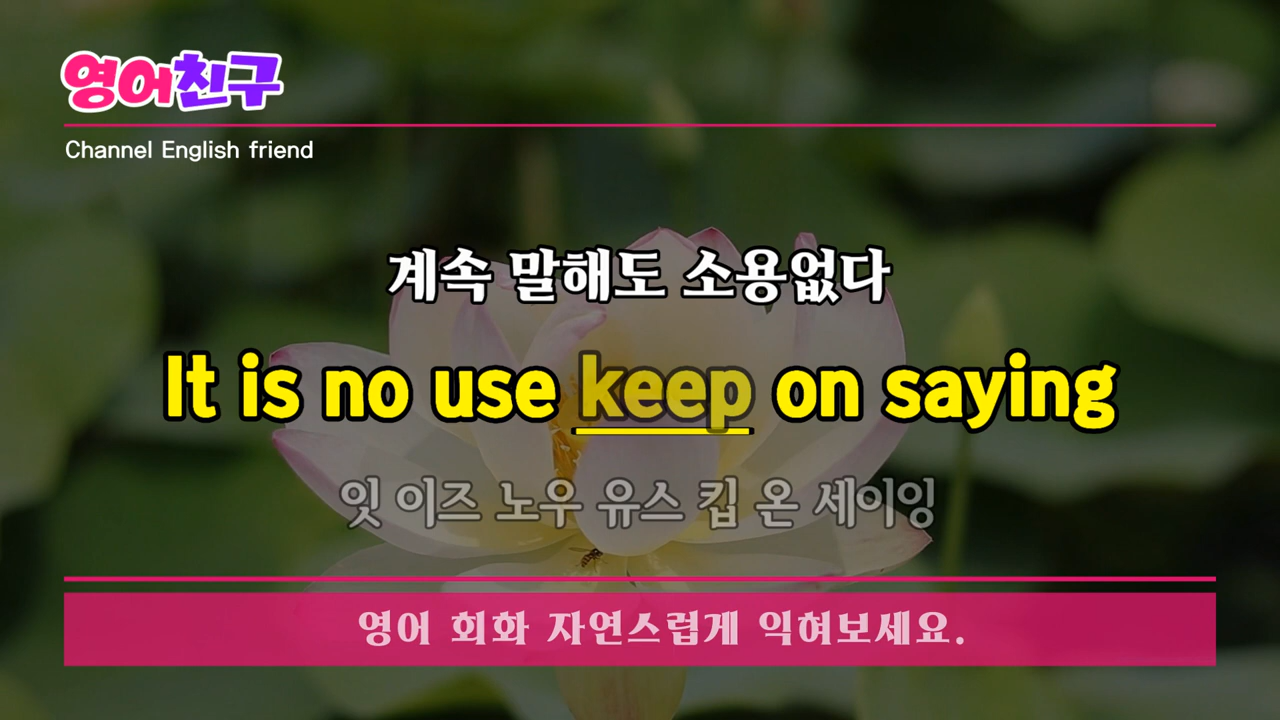 영어친구
Channel English friend
계속 말해도 소용없다
It is no use keep on saying
잇 이즈 노우 유스 킵 온 세이잉
영어 회화 자연스럽게 익혀보세요.